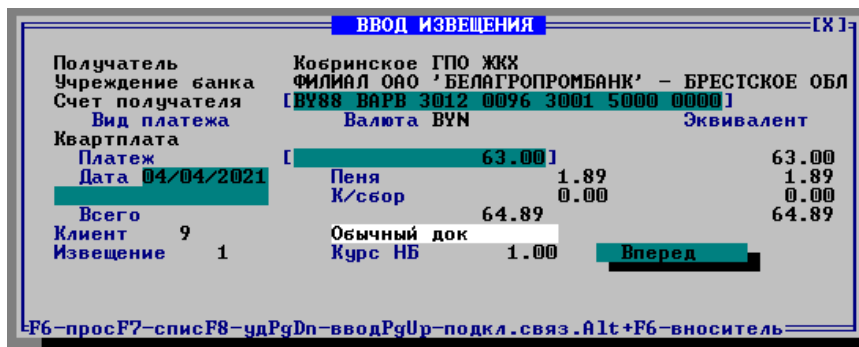 ВВОД ИЗВЕЩЕНИЯ [X]
Получатель Кобринское ГПО ЖКХ
Учреждение банка ФИЛИАЛ ОАО 'БЕЛАГРОПРОМБАНК' - БРЕСТСКОЕ ОБЛ
Счет получателя [BY88 BAPB 3012 0096 3001 5000 0000]
Вид платежа Валюта BYN Эквивалент
Квартплата
Платеж [ 63.00] 63.00
Дата 04/04/2021 Пеня 1.89 1.89
К/сбор 0.00 0.00
Всего 64.89 64.89
Клиент 9 Обычный док
Извещение 1 Курс НБ 1.00 Вперед
F6-просF7-списF8-удPgDn-вводPgUp-подкл.связ.Alt+F6-вноситель